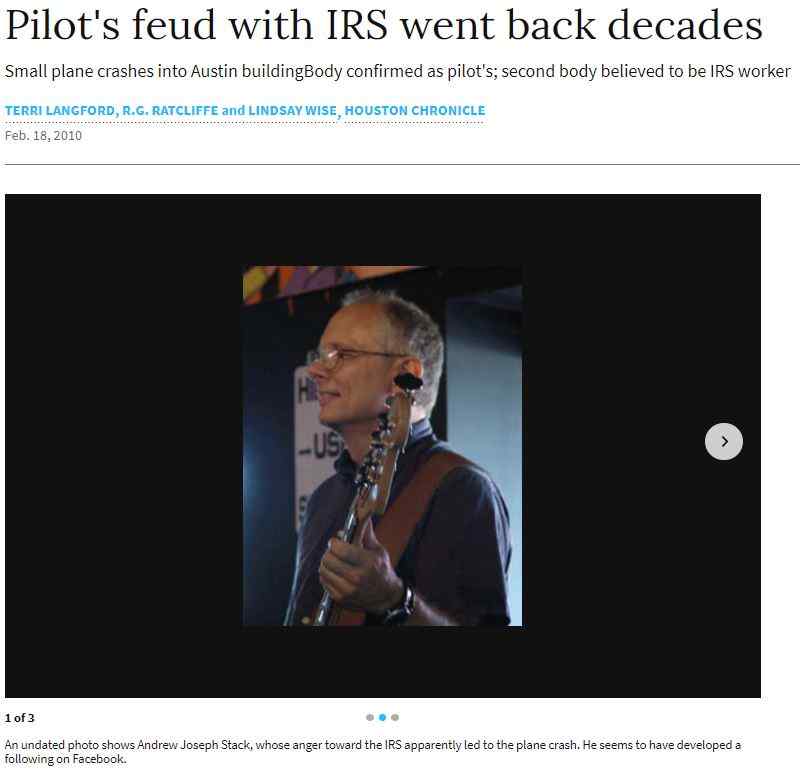 Pilot's feud with IRS went back decades
Small plane crashes into Austin buildingBody confirmed as pilot's; second body believed to be IRS worker
TERRI LANGFORD, R.G. RATCLIFFE and LINDSAY WISE, HOUSTON CHRONICLE
Feb. 18, 2010
–US
1 of 3
An undated photo shows Andrew Joseph Stack, whose anger toward the IRS apparently led to the plane crash. He seems to have developed a
following on Facebook.